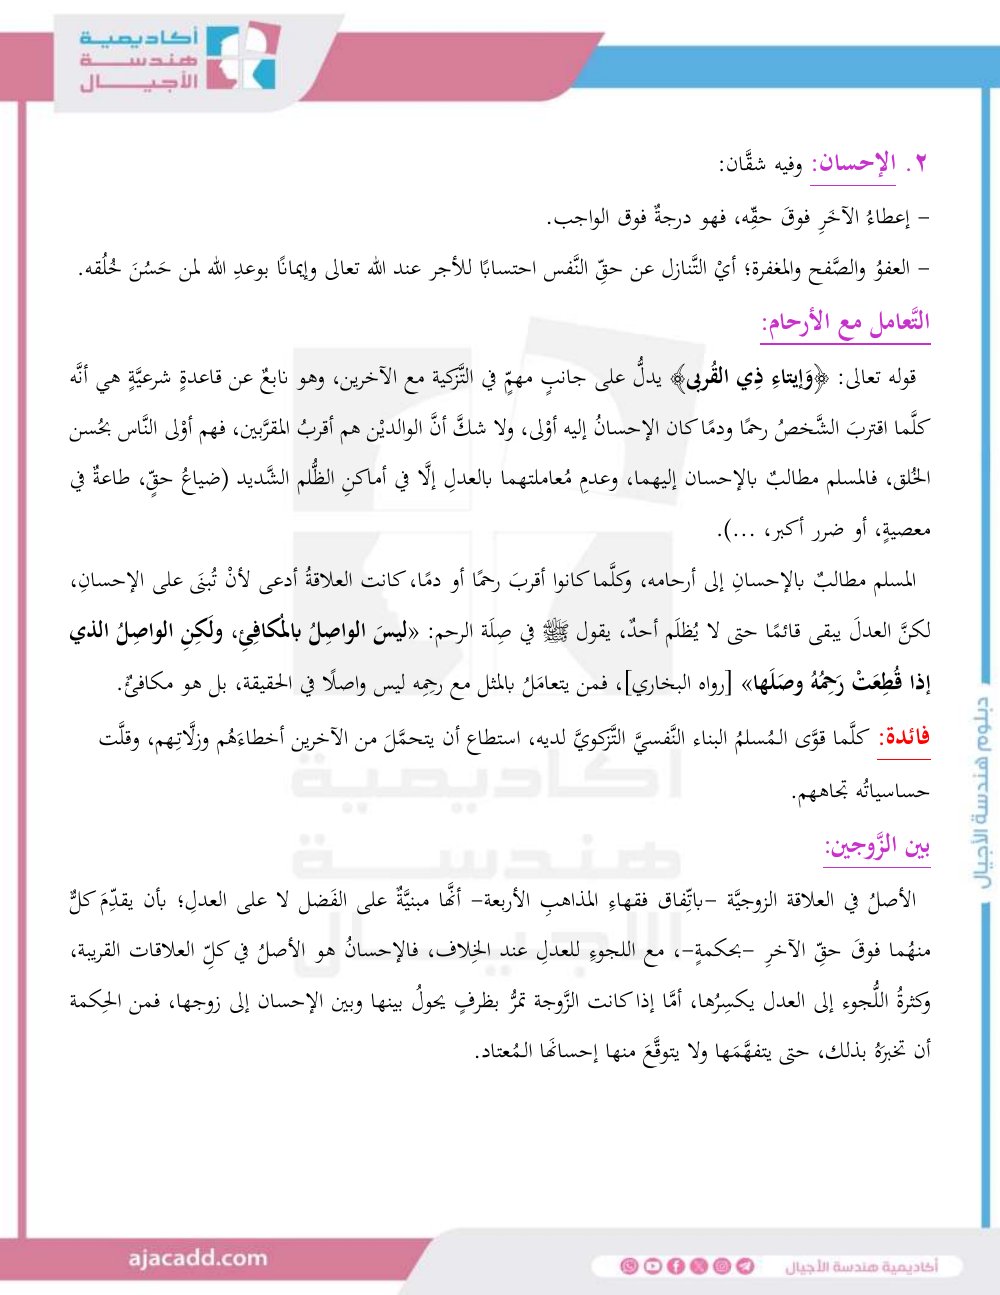 أكاديمية
هندسة
الأجيال
٢. الإحسان: وفيه شقَّان:
- إعطاءُ الآخَرِ فوقَ حقِّه، فهو درجةٌ فوق الواجب.
- العفوُ والصَّفح والمغفرة؛ أيْ التَّنازل عن حقِّ النَّفس احتسابًا للأجر عند الله تعالى وإيمانًا بوعدِ الله لمن حَسُنَ خُلُقه.
التَّعامل مع الأرحام:
قوله تعالى: ﴿وَإيتاءِ ذِي القُربى﴾ يدلُّ على جانبٍ مهمٍّ في التَّزكية مع الآخرين، وهو نابعٌ عن قاعدةٍ شرعيَّةٍ هي أنَّه
كلَّما اقتربَ الشَّخصُ رحمًا ودمًا كان الإحسانُ إليه أوْلى، ولا شكَّ أنَّ الوالديْن هم أقربُ المقرَّبين، فهم أوْلى النَّاس بحُسن
الخُلق، فالمسلم مطالبٌ بالإحسان إليهما، وعدمِ مُعاملتهما بالعدلِ إلَّا في أماكنِ الظُّلم الشَّديد (ضياعُ حقٍّ، طاعةٌ في
معصيةٍ، أو ضرر أكبر، ...).
المسلم مطالبٌ بالإحسانِ إلى أرحامه، وكلَّما كانوا أقربَ رحمًا أو دمًا، كانت العلاقةُ أدعى لأنْ تُبنَى على الإحسانِ،
لكنَّ العدلَ يبقى قائمًا حتى لا يُظلَم أحدٌ، يقول ﷺ في صِلَة الرحم: «ليسَ الواصِلُ بالمُكافِئِ، ولَكِنِ الواصِلُ الذي
إذا قُطِعَتْ رَحِمُهُ وصَلَها» [رواه البخاري]، فمن يتعامَلُ بالمثل مع رحِمِه ليس واصلًا في الحقيقة، بل هو مكافئٌ.
فائدة: كلَّما قوَّى المُسلمُ البناء النَّفسيَّ التَّزكويَّ لديه، استطاع أن يتحمَّلَ من الآخرين أخطاءَهُم وزلَّاتِهم، وقلَّت
حساسياتُه تجاههم.
بين الزَّوجين:
الأصلُ في العلاقة الزوجيَّة -باتِّفاق فقهاءِ المذاهبِ الأربعة- أنَّها مبنيَّةٌ على الفَضل لا على العدلِ؛ بأن يقدِّمَ كلٌّ
منهُما فوقَ حقِّ الآخرِ -بحكمةٍ-، مع اللجوءِ للعدلِ عند الخِلاف، فالإحسانُ هو الأصلُ في كلِّ العلاقات القريبة،
وكثرةُ اللُّجوء إلى العدل يكسِرُها، أمَّا إذا كانت الزَّوجة تمرُّ بظرفٍ يحولُ بينها وبين الإحسان إلى زوجها، فمن الحِكمة
أن تخبرَهُ بذلك، حتى يتفهَّمَها ولا يتوقَّعَ منها إحسانَها المُعتاد.
دبلوم هندسة الأجيال
أكاديمية
هندسة
الأجيال
ajacadd.com
أكاديمية هندسة الأجيال